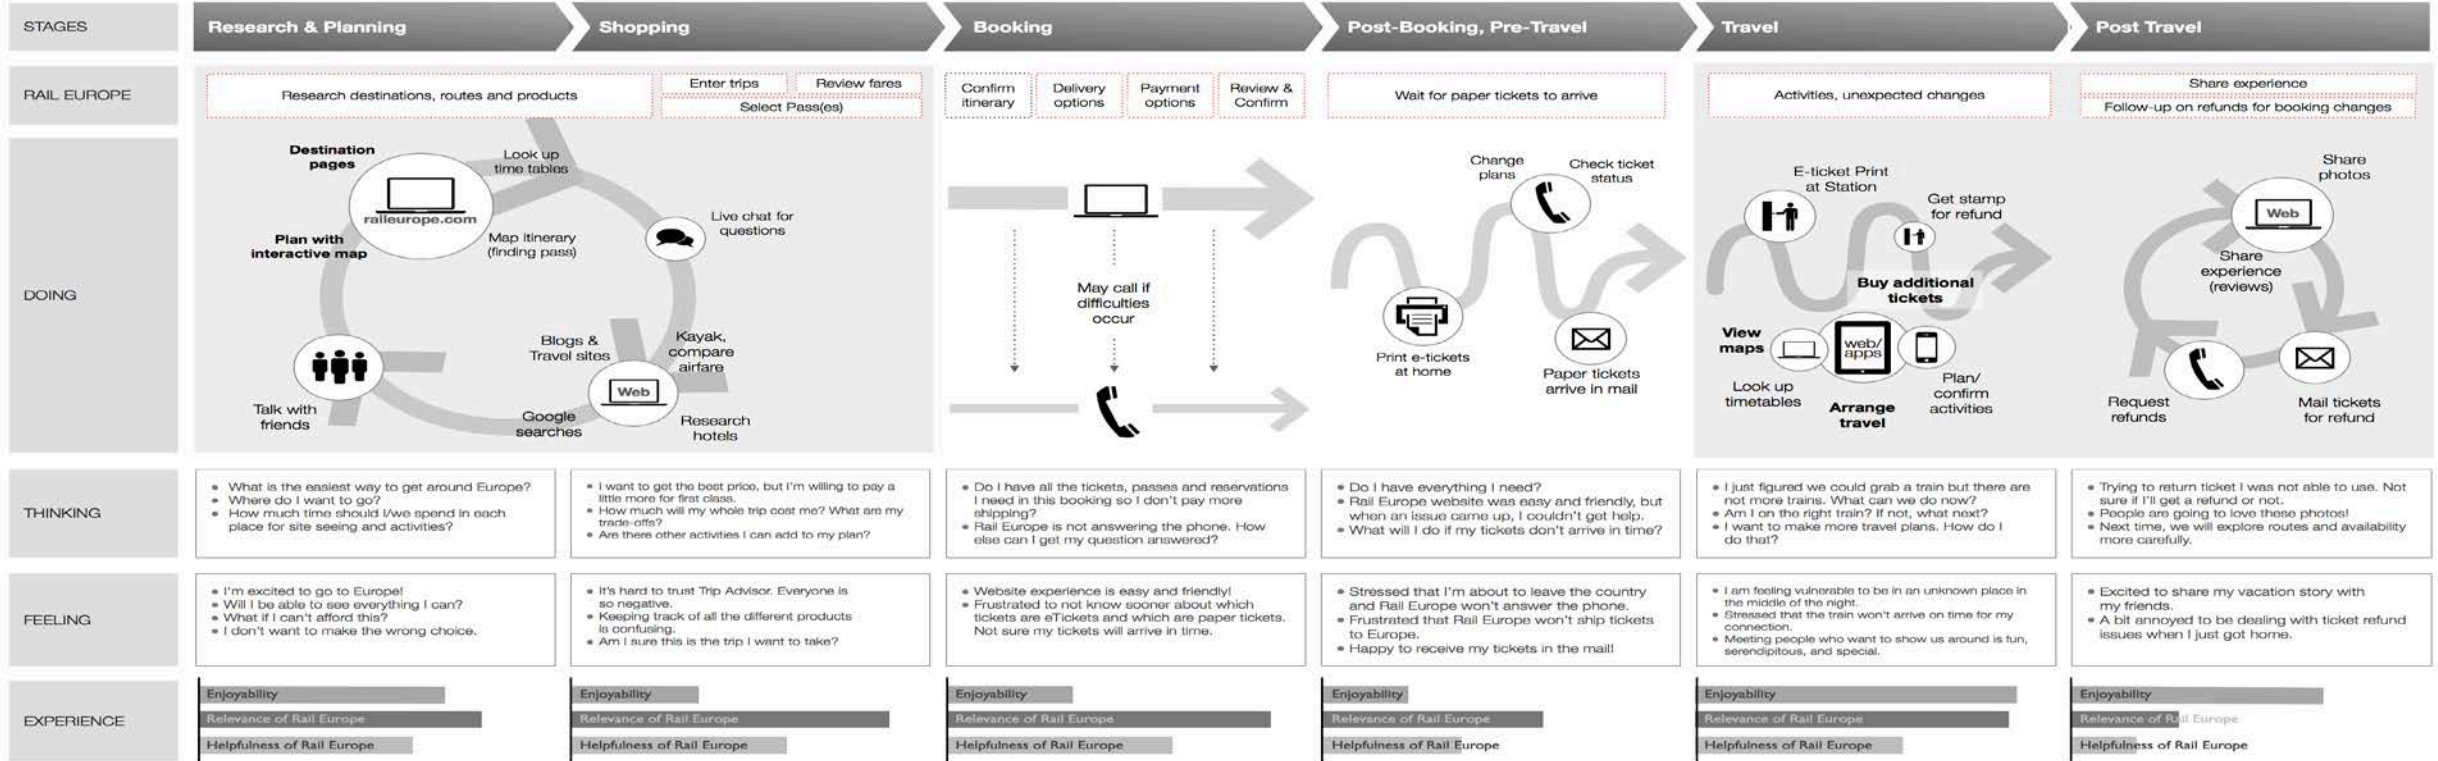 STAGES
Research & Planning
Shopping
Booking
Post-Booking, Pre-Travel
Travel
Post Travel
RAIL EUROPE
Research destinations, routes and products
Enter trips
Review fares
Select Pass(es)
Confirm
itinerary
Delivery
options
Payment
options
Review &
Confirm
Wait for paper tickets to arrive
Activities, unexpected changes
Share experience
Follow-up on refunds for booking changes
DOING
Destination
pages
Look up
time tables
raileurope.com
Plan with
interactive map
Map itinerary
(finding pass)
Live chat for
questions
Blogs &
Travel sites
Kayak,
compare
airfare
Web
Talk with
friends
Google
searches
Research
hotels
May call if
difficulties
occur
Change
plans
Check ticket
status
Print e-tickets
at home
Paper tickets
arrive in mail
E-ticket Print
at Station
Get stamp
for refund
Buy additional
tickets
View
maps
web/
apps
Look up
timetables
Arrange
travel
Plan/
confirm
activities
Share
photos
Web
Share
experience
(reviews)
Request
refunds
Mail tickets
for refund
THINKING
• What is the easiest way to get around Europe?
• Where do I want to go?
• How much time should I/we spend in each
place for site seeing and activities?
• I want to get the best price, but I'm willing to pay a
little more for first class.
• How much will my whole trip cost me? What are my
trade-offs?
• Are there other activities I can add to my plan?
• Do I have all the tickets, passes and reservations
I need in this booking so I don't pay more
shipping?
• Rail Europe is not answering the phone. How
else can I get my question answered?
• Do I have everything I need?
• Rail Europe website was easy and friendly, but
when an issue came up, I couldn't get help.
• What will I do if my tickets don't arrive in time?
• I just figured we could grab a train but there are
not more trains. What can we do now?
• Am I on the right train? If not, what next?
• I want to make more travel plans. How do I
do that?
• Trying to return ticket I was not able to use. Not
sure if I'll get a refund or not.
• People are going to love these photos!
• Next time, we will explore routes and availability
more carefully.
FEELING
• I'm excited to go to Europe!
• Will I be able to see everything I can?
• What if I can't afford this?
• I don't want to make the wrong choice.
• It's hard to trust Trip Advisor. Everyone is
so negative.
• Keeping track of all the different products
is confusing.
• Am I sure this is the trip I want to take?
• Website experience is easy and friendly!
• Frustrated to not know sooner about which
tickets are eTickets and which are paper tickets.
Not sure my tickets will arrive in time.
• Stressed that I'm about to leave the country
and Rail Europe won't answer the phone.
• Frustrated that Rail Europe won't ship tickets
to Europe.
• Happy to receive my tickets in the mail!
• I am feeling vulnerable to be in an unknown place in
the middle of the night.
• Stressed that the train won't arrive on time for my
connection.
• Meeting people who want to show us around is fun,
serendipitous, and special.
• Excited to share my vacation story with
my friends.
• A bit annoyed to be dealing with ticket refund
issues when I just got home.
EXPERIENCE
Enjoyability
Relevance of Rail Europe
Helpfulness of Rail Europe
Enjoyability
Relevance of Rail Europe
Helpfulness of Rail Europe
Enjoyability
Relevance of Rail Europe
Helpfulness of Rail Europe
Enjoyability
Relevance of Rail Europe
Helpfulness of Rail Europe
Enjoyability
Relevance of Rail Europe
Helpfulness of Rail Europe
Enjoyability
Relevance of Rail Europe
Helpfulness of Rail Europe